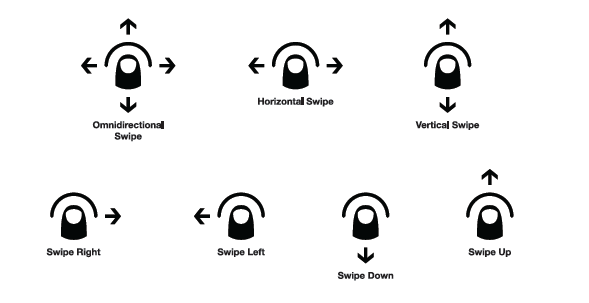 Omnidirectional
Swipe
Horizontal Swipe
Vertical Swipe
Swipe Right
Swipe Left
Swipe Down
Swipe Up